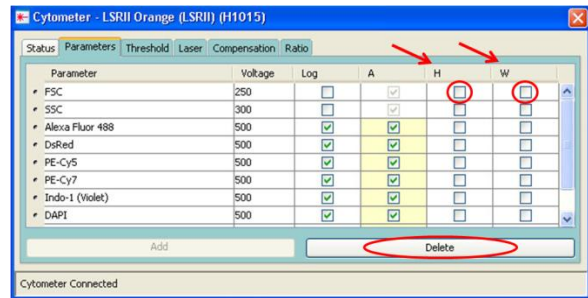 Cytometer - LSRII Orange (LSRII) (H1015)
Status Parameters Threshold Laser Compensation Ratio
Parameter Voltage Log A H W
FSC 250
SSC 300
Alexa Fluor 488 500
DsRed 500
PE-Cy5 500
PE-Cy7 500
Indo-1 (Violet) 500
DAPI 500
Add Delete
Cytometer Connected